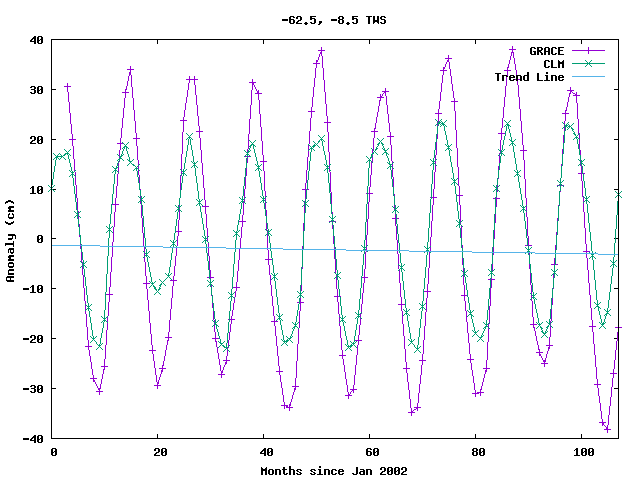 -62.5, -8.5 TWS
GRACE
CLM
Trend Line
40
30
20
10
0
-10
-20
-30
-40
Anomaly (cm)
0 20 40 60 80 100
Months since Jan 2002